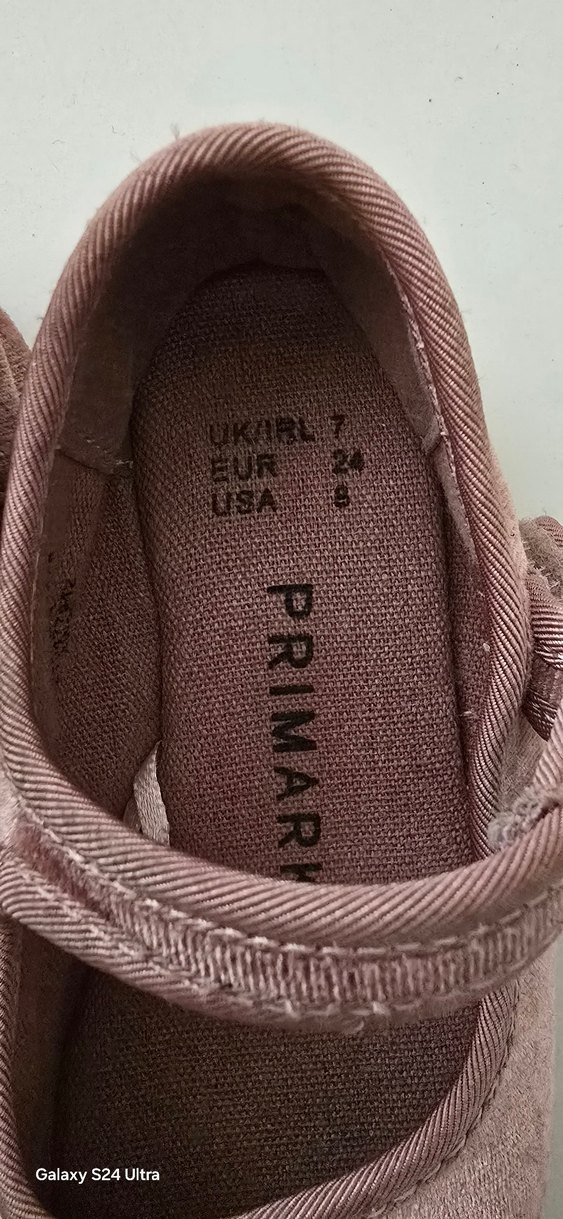 UK/IRL 7
EUR 24
USA 8
PRIMARK
Galaxy S24 Ultra